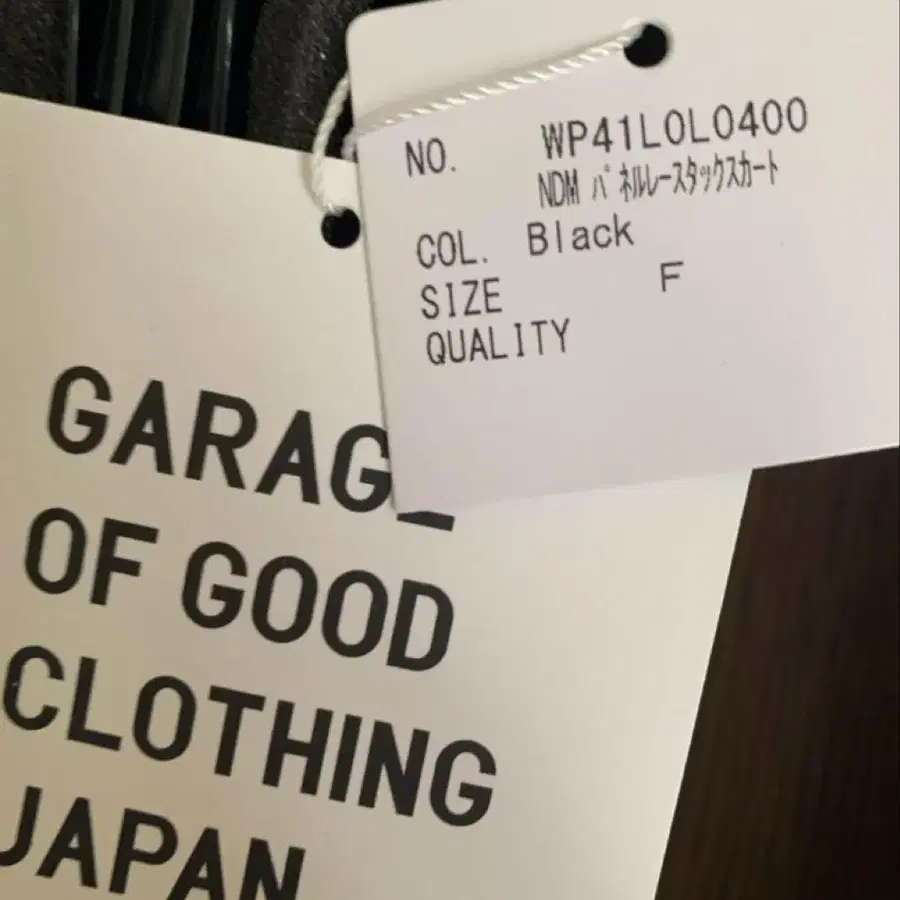 NO. WP41L0L0400
NDM ﾊﾟﾈﾙﾚｰｽﾀｯｸｽｶｰﾄ
COL. Black
SIZE F
QUALITY
GARAGE
OF GOOD
CLOTHING
JAPAN